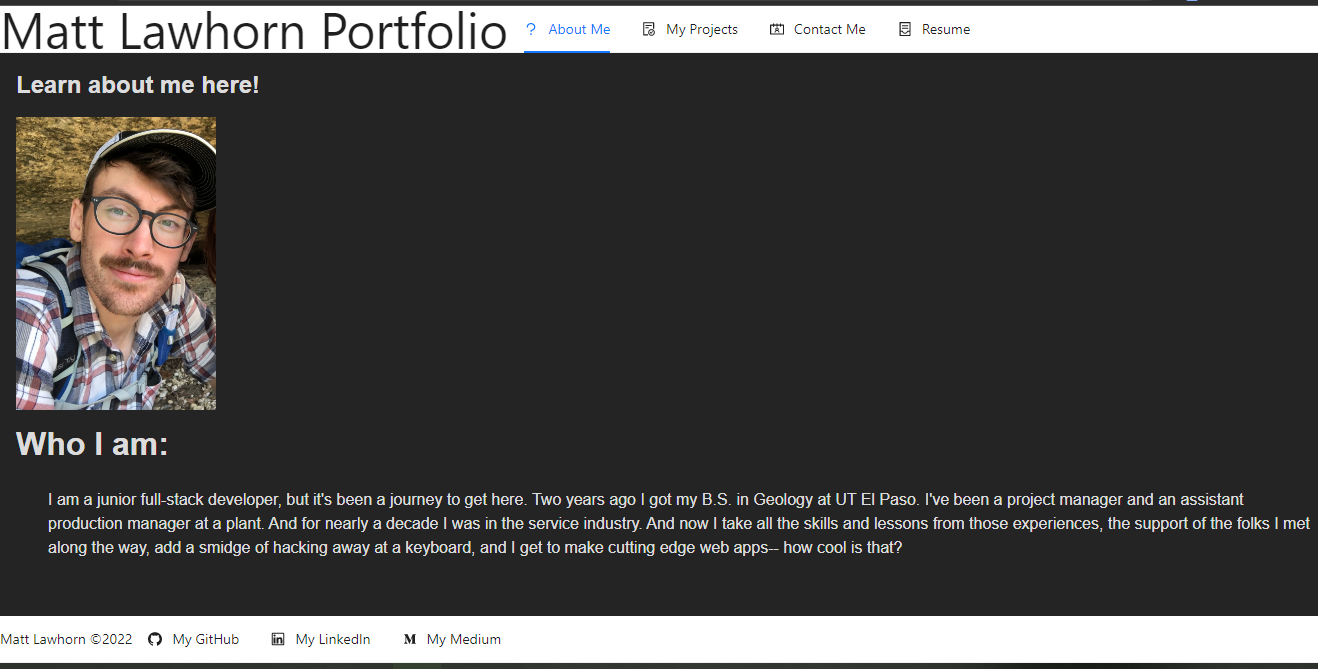 Matt Lawhorn Portfolio ? About Me My Projects Contact Me Resume
Learn about me here!
Who I am:
I am a junior full-stack developer, but it's been a journey to get here. Two years ago I got my B.S. in Geology at UT El Paso. I've been a project manager and an assistant
production manager at a plant. And for nearly a decade I was in the service industry. And now I take all the skills and lessons from those experiences, the support of the folks I met
along the way, add a smidge of hacking away at a keyboard, and I get to make cutting edge web apps-- how cool is that?
Matt Lawhorn ©2022 My GitHub My LinkedIn My Medium